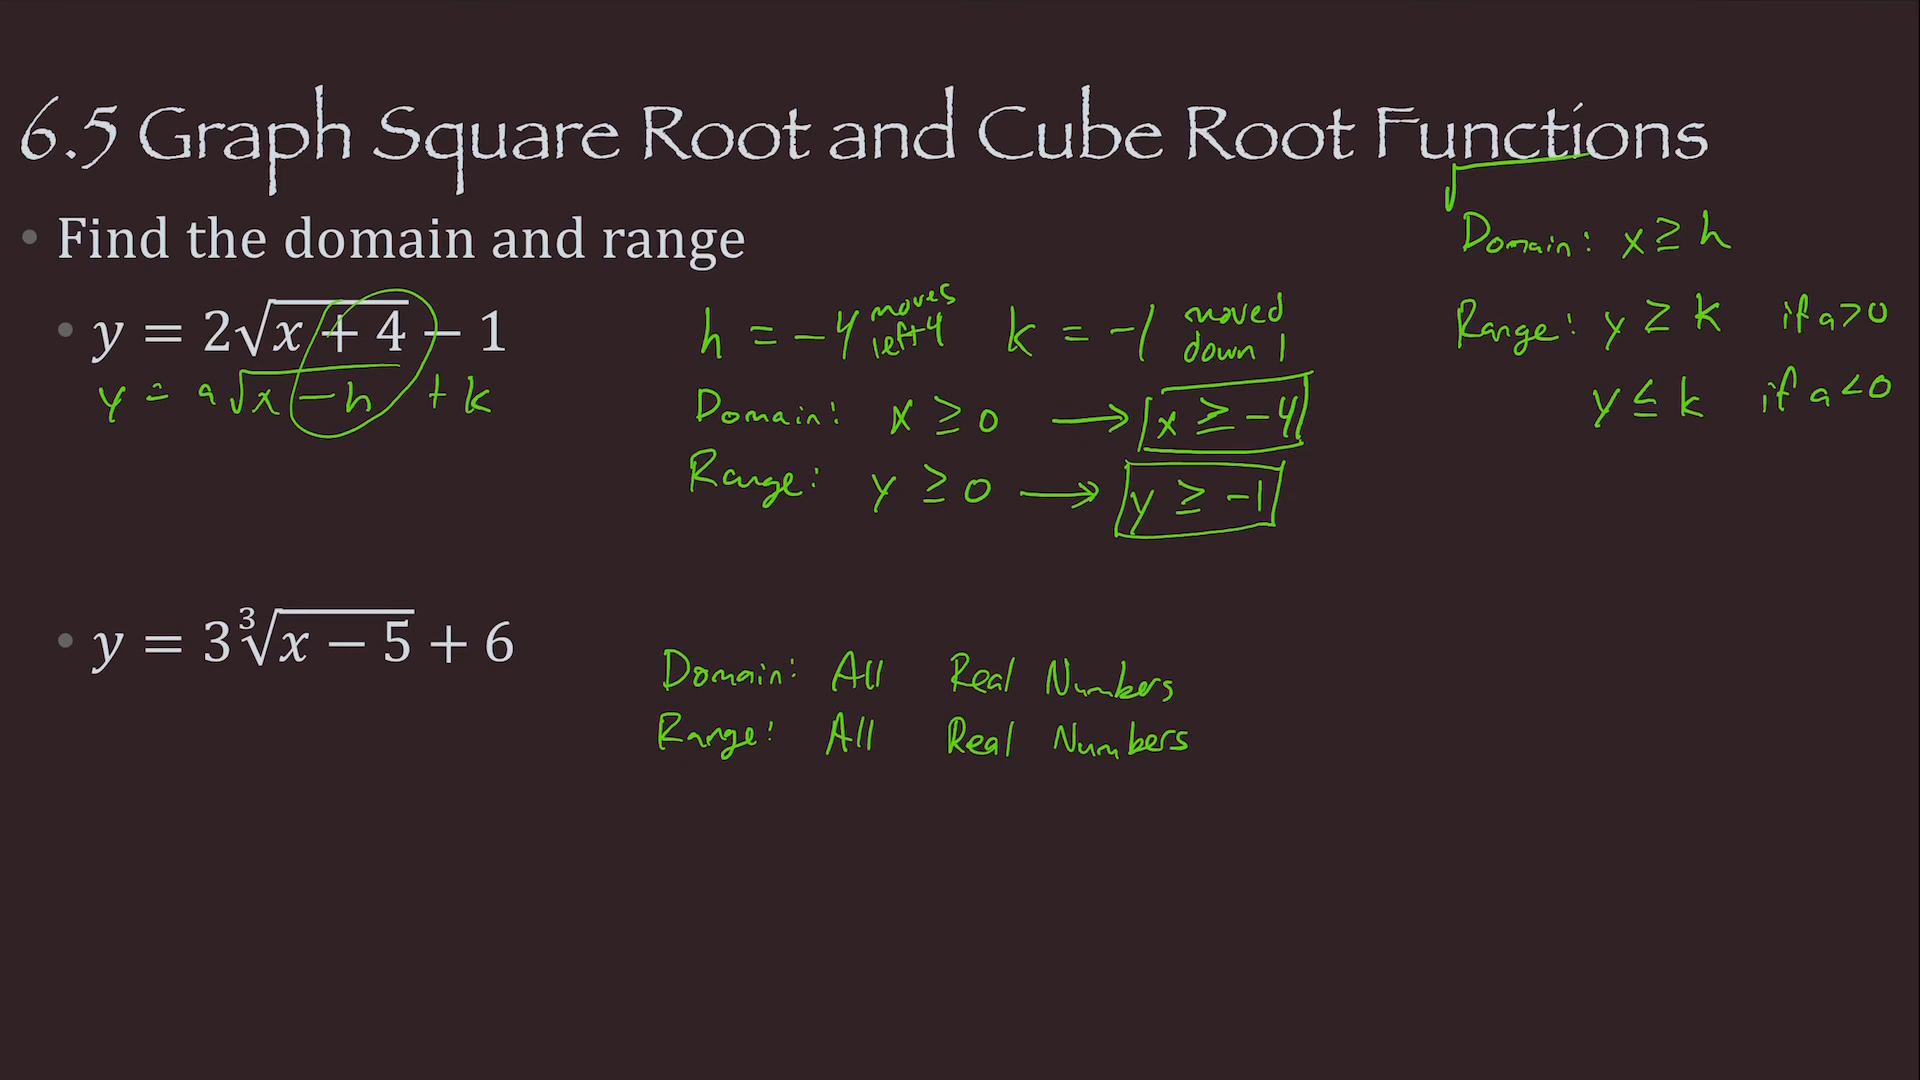 6.5 Graph Square Root and Cube Root Functions
• Find the domain and range
• y = 2√(x + 4) − 1
y = a√(x − h) + k
h = −4 moves left 4 k = −1 moved down 1
Domain: x ≥ 0 → x ≥ −4
Range: y ≥ 0 → y ≥ −1
√
Domain: x ≥ h
Range: y ≥ k if a > 0
y ≤ k if a < 0
• y = 3∛(x − 5) + 6
Domain: All Real Numbers
Range: All Real Numbers